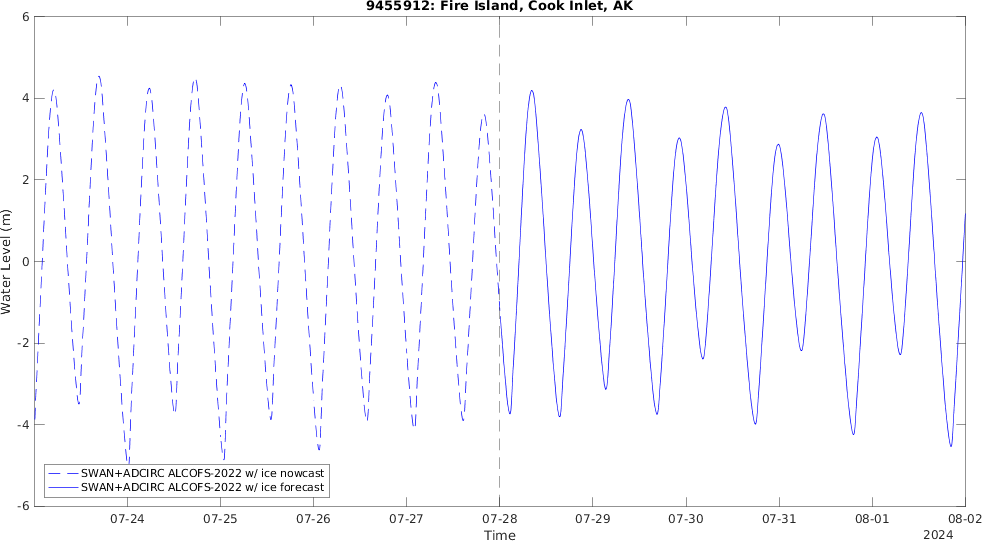 9455912: Fire Island, Cook Inlet, AK
6
4
2
0
-2
-4
-6
Water Level (m)
SWAN+ADCIRC ALCOFS-2022 w/ ice nowcast
SWAN+ADCIRC ALCOFS-2022 w/ ice forecast
07-24 07-25 07-26 07-27 07-28 07-29 07-30 07-31 08-01 08-02
Time
2024